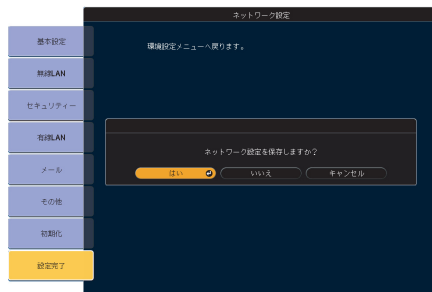 ネットワーク設定
基本設定
環境設定メニューへ戻ります。
無線LAN
セキュリティー
有線LAN
ネットワーク設定を保存しますか?
メール
はい
いいえ
キャンセル
その他
初期化
設定完了